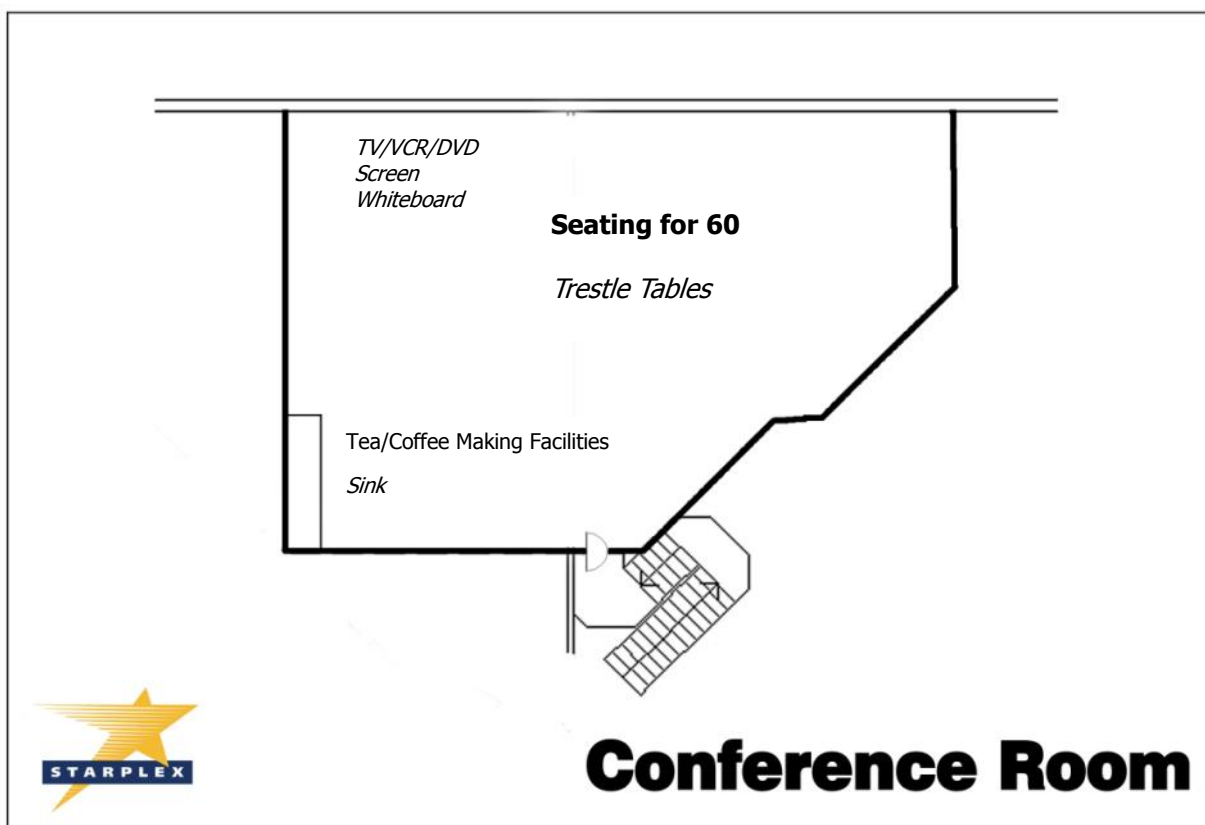 TV/VCR/DVD
Screen
Whiteboard
Seating for 60
Trestle Tables
Tea/Coffee Making Facilities
Sink
STARPLEX
Conference Room